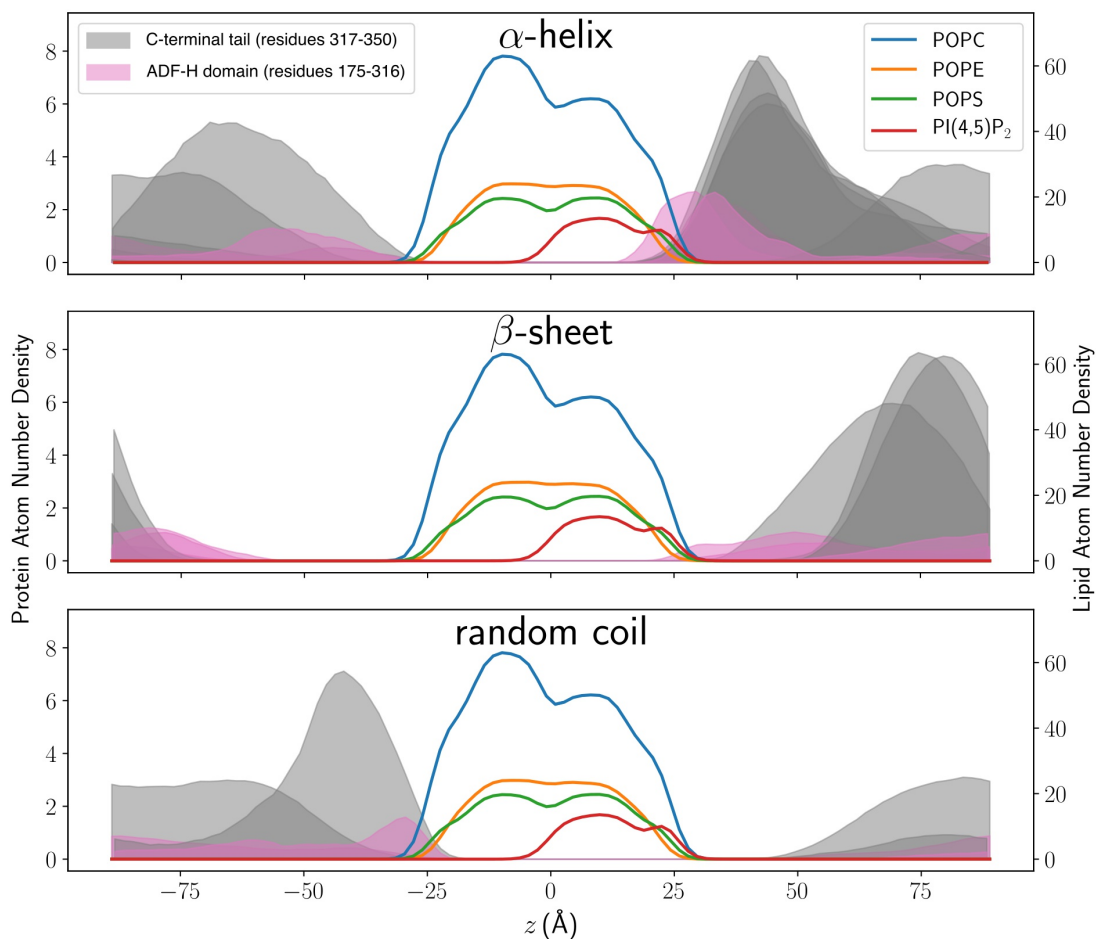 C-terminal tail (residues 317-350)
ADF-H domain (residues 175-316)
α-helix
POPC
POPE
POPS
PI(4,5)P₂
8
6
4
2
0
60
40
20
0
β-sheet
8
6
4
2
0
60
40
20
0
Protein Atom Number Density
Lipid Atom Number Density
random coil
8
6
4
2
0
60
40
20
0
−75
−50
−25
0
25
50
75
z (Å)